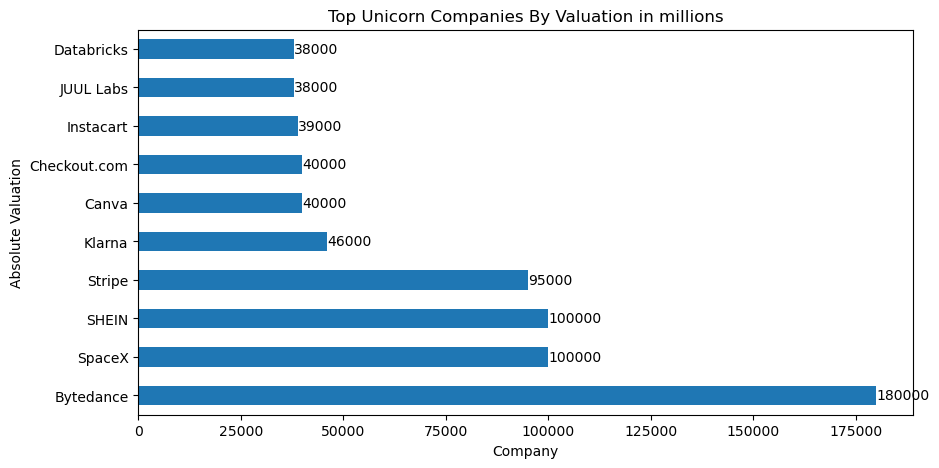 Top Unicorn Companies By Valuation in millions
Absolute Valuation
Databricks 38000
JUUL Labs 38000
Instacart 39000
Checkout.com 40000
Canva 40000
Klarna 46000
Stripe 95000
SHEIN 100000
SpaceX 100000
Bytedance 180000
0 25000 50000 75000 100000 125000 150000 175000
Company